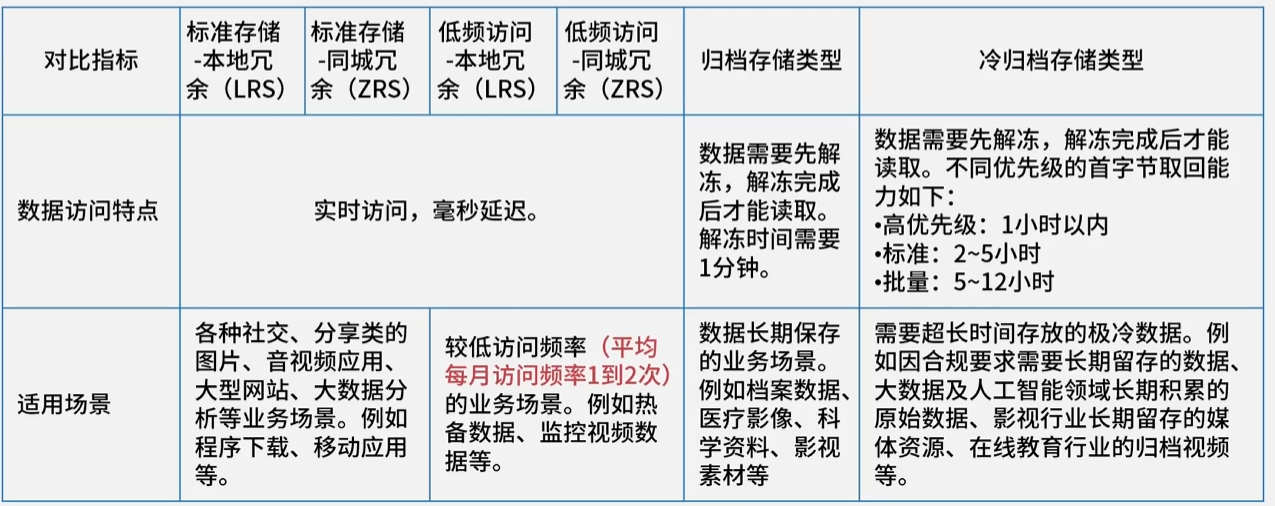 对比指标
标准存储
-本地冗
余（LRS）
标准存储
-同城冗
余（ZRS）
低频访问
-本地冗
余（LRS）
低频访问
-同城冗
余（ZRS）
归档存储类型
冷归档存储类型
数据访问特点
实时访问，毫秒延迟。
数据需要先解
冻，解冻完成
后才能读取。
解冻时间需要
1分钟。
数据需要先解冻，解冻完成后才能
读取。不同优先级的首字节取回能
力如下：
•高优先级：1小时以内
•标准：2~5小时
•批量：5~12小时
适用场景
各种社交、分享类的
图片、音视频应用、
大型网站、大数据分
析等业务场景。例如
程序下载、移动应用
等。
较低访问频率（平均
每月访问频率1到2次）
的业务场景。例如热
备数据、监控视频数
据等。
数据长期保存
的业务场景。
例如档案数据、
医疗影像、科
学资料、影视
素材等
需要超长时间存放的极冷数据。例
如因合规要求需要长期留存的数据、
大数据及人工智能领域长期积累的
原始数据、影视行业长期留存的媒
体资源、在线教育行业的归档视频
等。